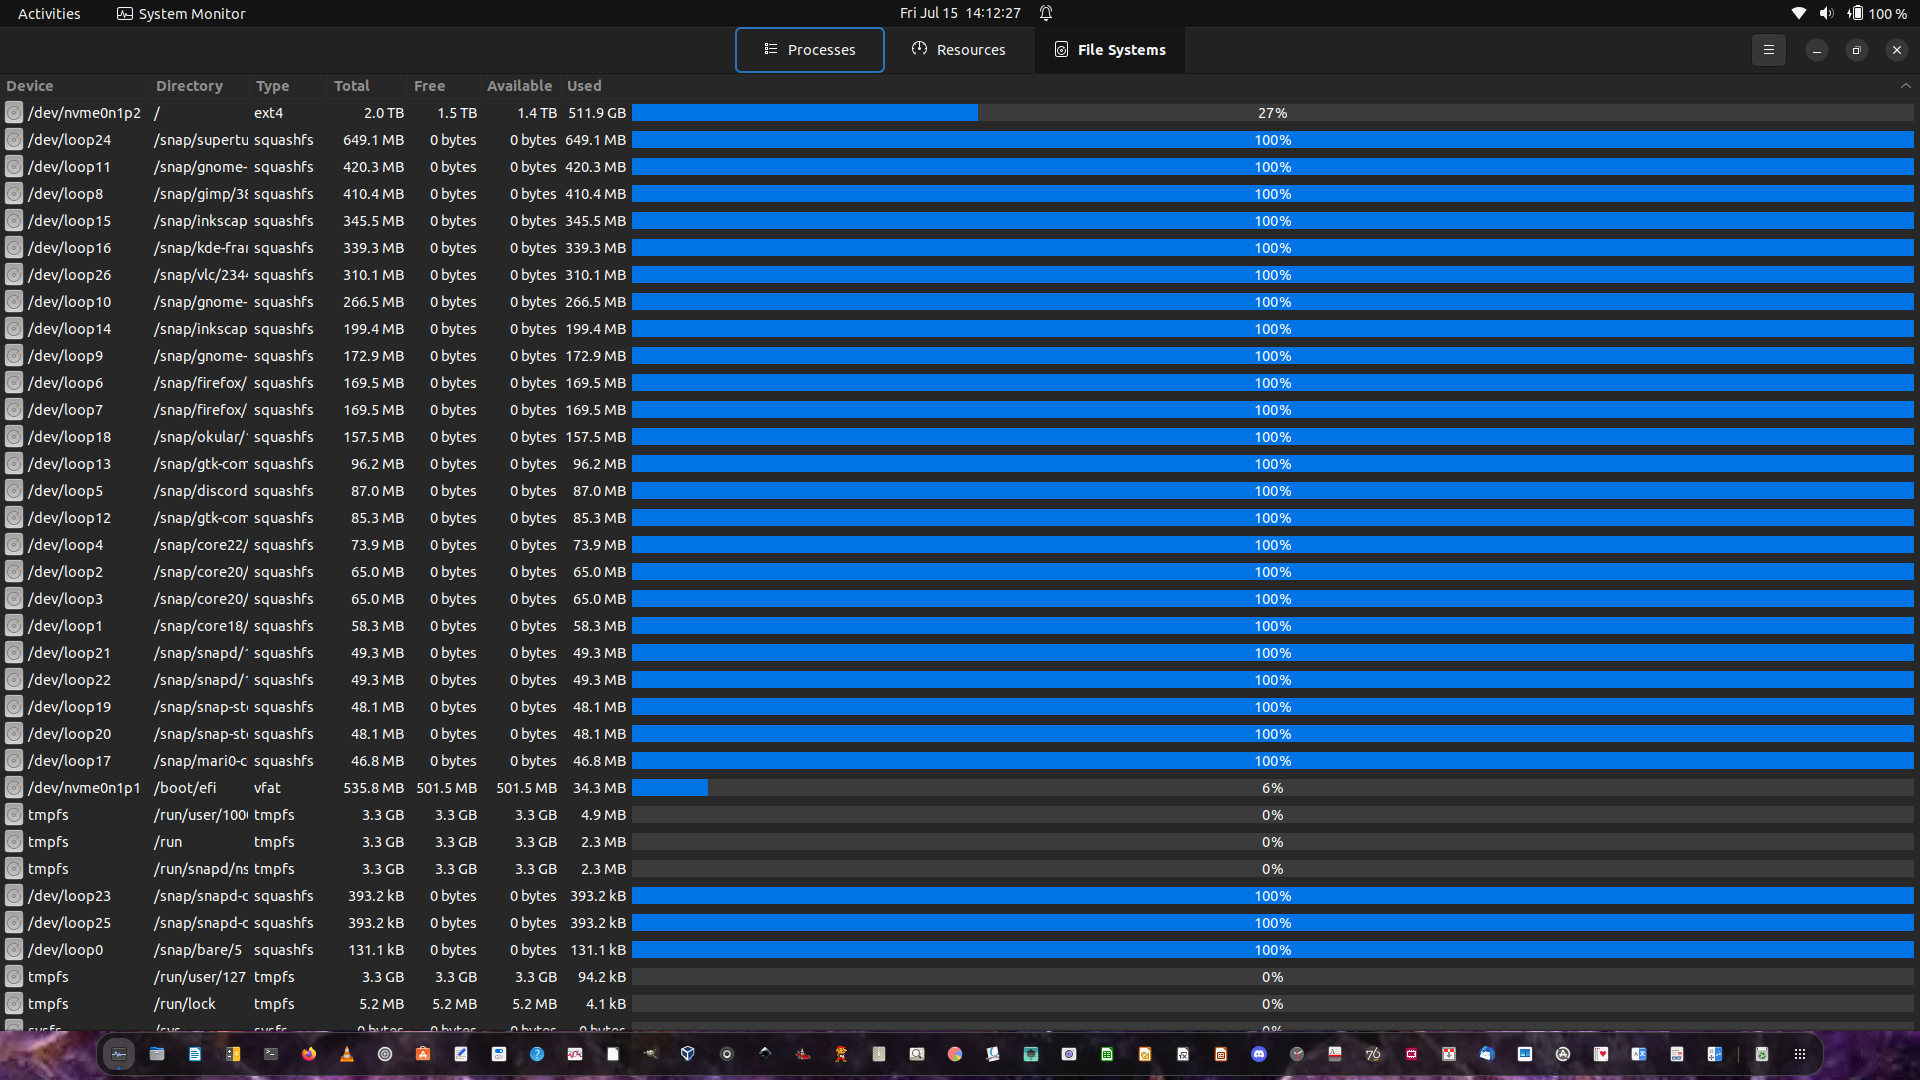 Activities System Monitor Fri Jul 15 14:12:27 100 %
Processes Resources File Systems
Device Directory Type Total Free Available Used
/dev/nvme0n1p2 / ext4 2.0 TB 1.5 TB 1.4 TB 511.9 GB 27%
/dev/loop24 /snap/supertu squashfs 649.1 MB 0 bytes 0 bytes 649.1 MB 100%
/dev/loop11 /snap/gnome- squashfs 420.3 MB 0 bytes 0 bytes 420.3 MB 100%
/dev/loop8 /snap/gimp/38 squashfs 410.4 MB 0 bytes 0 bytes 410.4 MB 100%
/dev/loop15 /snap/inkscap squashfs 345.5 MB 0 bytes 0 bytes 345.5 MB 100%
/dev/loop16 /snap/kde-frar squashfs 339.3 MB 0 bytes 0 bytes 339.3 MB 100%
/dev/loop26 /snap/vlc/2344 squashfs 310.1 MB 0 bytes 0 bytes 310.1 MB 100%
/dev/loop10 /snap/gnome- squashfs 266.5 MB 0 bytes 0 bytes 266.5 MB 100%
/dev/loop14 /snap/inkscap squashfs 199.4 MB 0 bytes 0 bytes 199.4 MB 100%
/dev/loop9 /snap/gnome- squashfs 172.9 MB 0 bytes 0 bytes 172.9 MB 100%
/dev/loop6 /snap/firefox/ squashfs 169.5 MB 0 bytes 0 bytes 169.5 MB 100%
/dev/loop7 /snap/firefox/ squashfs 169.5 MB 0 bytes 0 bytes 169.5 MB 100%
/dev/loop18 /snap/okular/ squashfs 157.5 MB 0 bytes 0 bytes 157.5 MB 100%
/dev/loop13 /snap/gtk-com squashfs 96.2 MB 0 bytes 0 bytes 96.2 MB 100%
/dev/loop5 /snap/discord squashfs 87.0 MB 0 bytes 0 bytes 87.0 MB 100%
/dev/loop12 /snap/gtk-com squashfs 85.3 MB 0 bytes 0 bytes 85.3 MB 100%
/dev/loop4 /snap/core22/ squashfs 73.9 MB 0 bytes 0 bytes 73.9 MB 100%
/dev/loop2 /snap/core20/ squashfs 65.0 MB 0 bytes 0 bytes 65.0 MB 100%
/dev/loop3 /snap/core20/ squashfs 65.0 MB 0 bytes 0 bytes 65.0 MB 100%
/dev/loop1 /snap/core18/ squashfs 58.3 MB 0 bytes 0 bytes 58.3 MB 100%
/dev/loop21 /snap/snapd/ squashfs 49.3 MB 0 bytes 0 bytes 49.3 MB 100%
/dev/loop22 /snap/snapd/ squashfs 49.3 MB 0 bytes 0 bytes 49.3 MB 100%
/dev/loop19 /snap/snap-sto squashfs 48.1 MB 0 bytes 0 bytes 48.1 MB 100%
/dev/loop20 /snap/snap-sto squashfs 48.1 MB 0 bytes 0 bytes 48.1 MB 100%
/dev/loop17 /snap/mari0-c squashfs 46.8 MB 0 bytes 0 bytes 46.8 MB 100%
/dev/nvme0n1p1 /boot/efi vfat 535.8 MB 501.5 MB 501.5 MB 34.3 MB 6%
tmpfs /run/user/1000 tmpfs 3.3 GB 3.3 GB 3.3 GB 4.9 MB 0%
tmpfs /run tmpfs 3.3 GB 3.3 GB 3.3 GB 2.3 MB 0%
tmpfs /run/snapd/ns tmpfs 3.3 GB 3.3 GB 3.3 GB 2.3 MB 0%
/dev/loop23 /snap/snapd-c squashfs 393.2 kB 0 bytes 0 bytes 393.2 kB 100%
/dev/loop25 /snap/snapd-c squashfs 393.2 kB 0 bytes 0 bytes 393.2 kB 100%
/dev/loop0 /snap/bare/5 squashfs 131.1 kB 0 bytes 0 bytes 131.1 kB 100%
tmpfs /run/user/127 tmpfs 3.3 GB 3.3 GB 3.3 GB 94.2 kB 0%
tmpfs /run/lock tmpfs 5.2 MB 5.2 MB 5.2 MB 4.1 kB 0%
sysfs /sys sysfs 0 bytes 0 bytes 0 bytes 0 bytes 0%